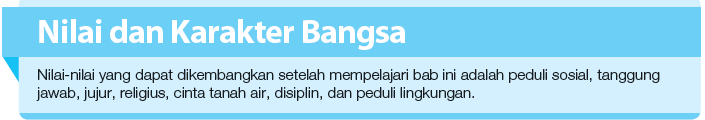 Nilai dan Karakter Bangsa
Nilai-nilai yang dapat dikembangkan setelah mempelajari bab ini adalah peduli sosial, tanggung
jawab, jujur, religius, cinta tanah air, disiplin, dan peduli lingkungan.